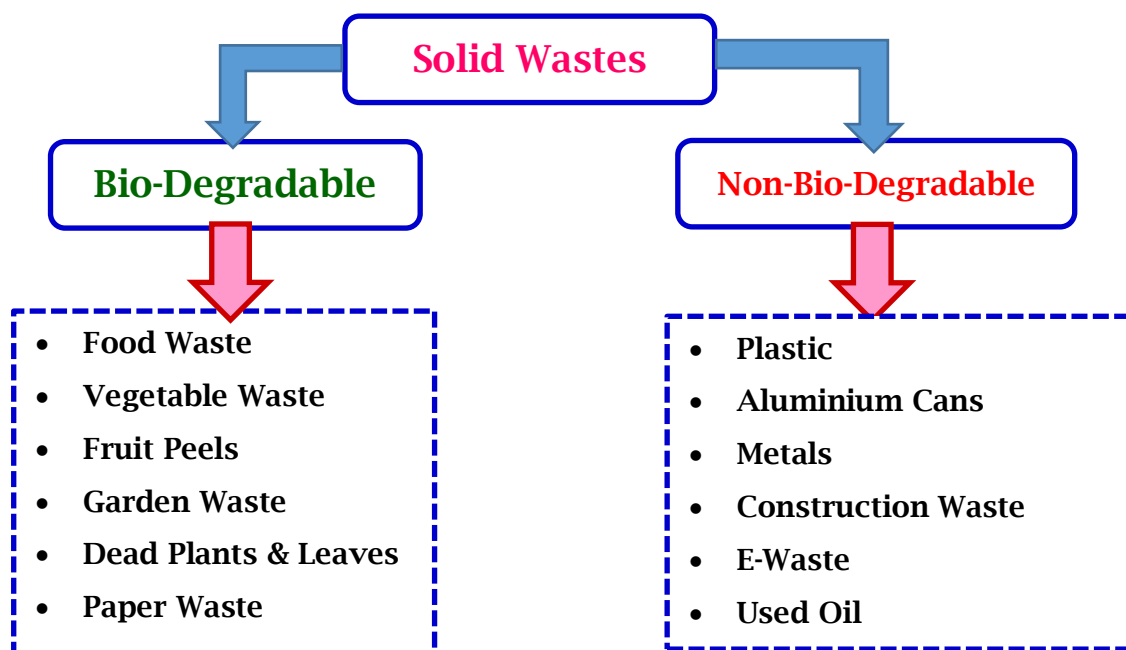 Solid Wastes
Bio-Degradable
Non-Bio-Degradable
• Food Waste
• Vegetable Waste
• Fruit Peels
• Garden Waste
• Dead Plants & Leaves
• Paper Waste
• Plastic
• Aluminium Cans
• Metals
• Construction Waste
• E-Waste
• Used Oil